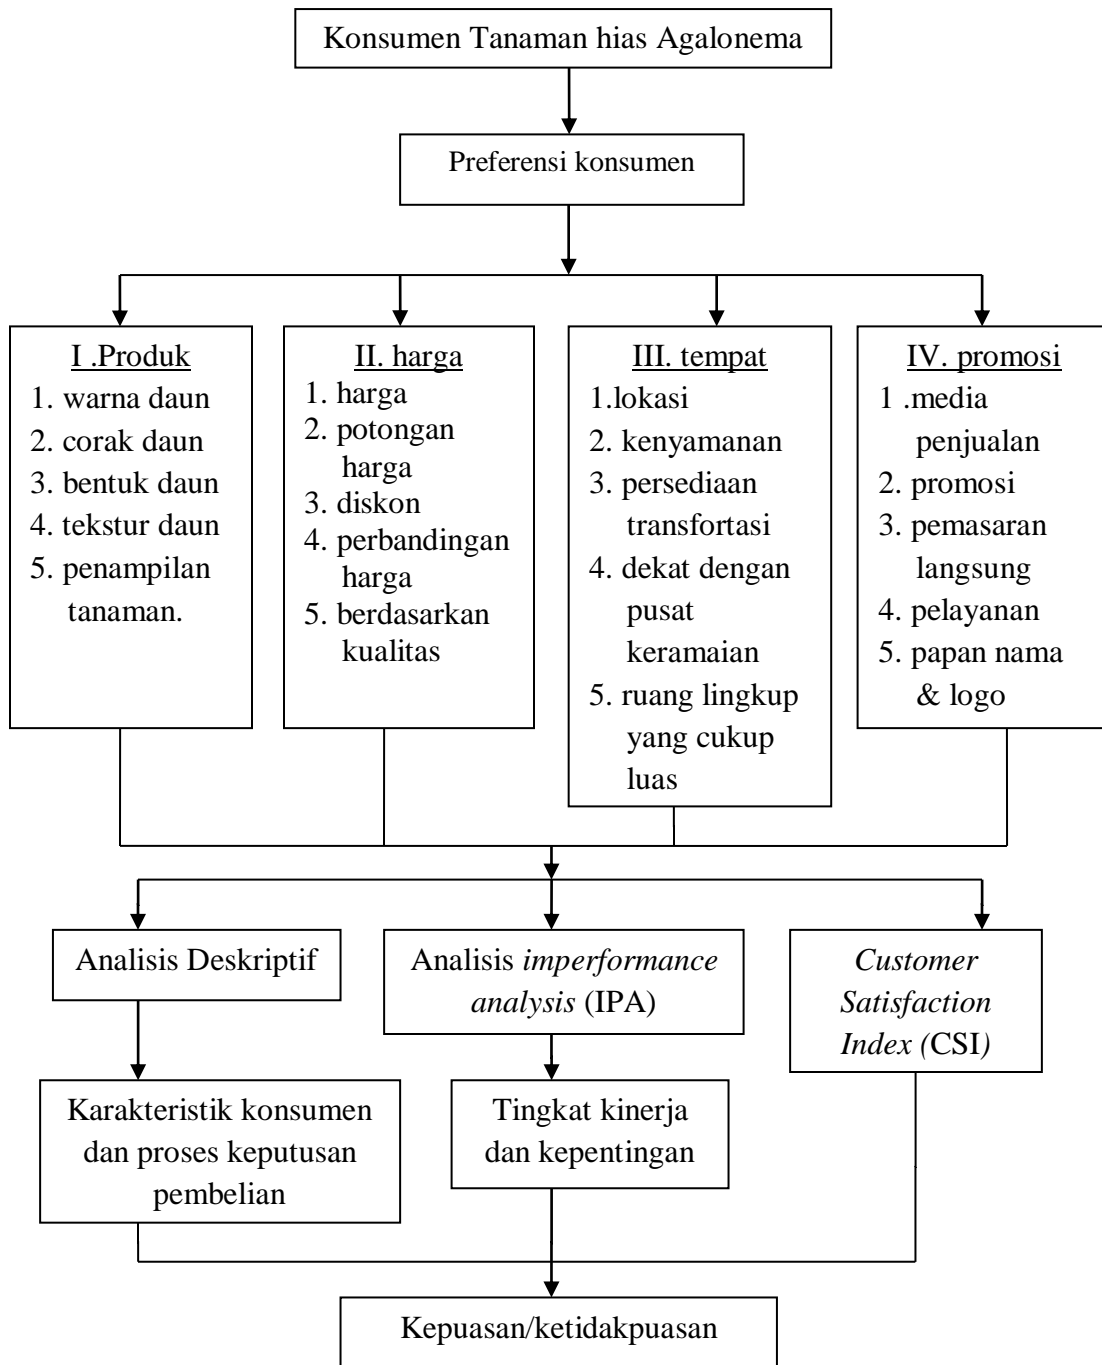 Konsumen Tanaman hias Agalonema
Preferensi konsumen
I .Produk
1. warna daun
2. corak daun
3. bentuk daun
4. tekstur daun
5. penampilan
tanaman.
II. harga
1. harga
2. potongan
harga
3. diskon
4. perbandingan
harga
5. berdasarkan
kualitas
III. tempat
1.lokasi
2. kenyamanan
3. persediaan
transfortasi
4. dekat dengan
pusat
keramaian
5. ruang lingkup
yang cukup
luas
IV. promosi
1 .media
penjualan
2. promosi
3. pemasaran
langsung
4. pelayanan
5. papan nama
& logo
Analisis Deskriptif
Analisis imperformance
analysis (IPA)
Customer
Satisfaction
Index (CSI)
Karakteristik konsumen
dan proses keputusan
pembelian
Tingkat kinerja
dan kepentingan
Kepuasan/ketidakpuasan